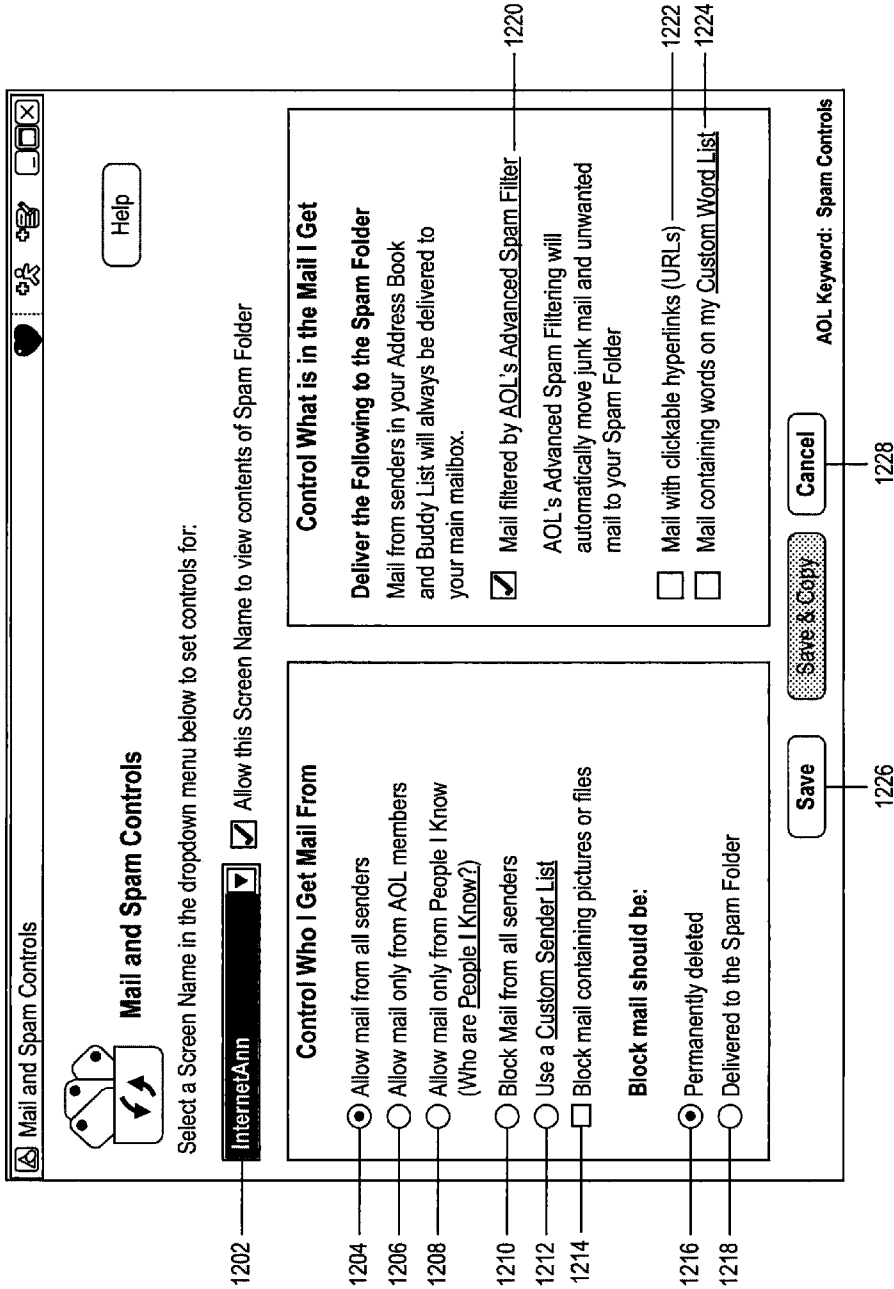 Mail and Spam Controls
Mail and Spam Controls
Help
Select a Screen Name in the dropdown menu below to set controls for:
1202
InternetAnn
Allow this Screen Name to view contents of Spam Folder
Control Who I Get Mail From
1204
Allow mail from all senders
1206
Allow mail only from AOL members
1208
Allow mail only from People I Know
(Who are People I Know?)
1210
Block Mail from all senders
1212
Use a Custom Sender List
1214
Block mail containing pictures or files
Block mail should be:
1216
Permanently deleted
1218
Delivered to the Spam Folder
Control What is in the Mail I Get
Deliver the Following to the Spam Folder
Mail from senders in your Address Book
and Buddy List will always be delivered to
your main mailbox.
Mail filtered by AOL's Advanced Spam Filter
1220
AOL's Advanced Spam Filtering will
automatically move junk mail and unwanted
mail to your Spam Folder
Mail with clickable hyperlinks (URLs)
1222
Mail containing words on my Custom Word List
1224
Save
Save & Copy
Cancel
AOL Keyword: Spam Controls
1226
1228